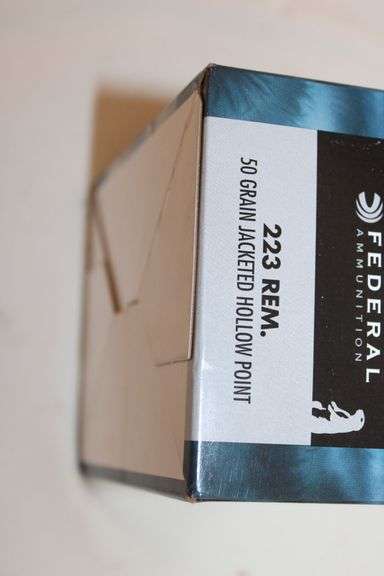 FEDERAL
AMMUNITION
223 REM.
50 GRAIN JACKETED HOLLOW POINT